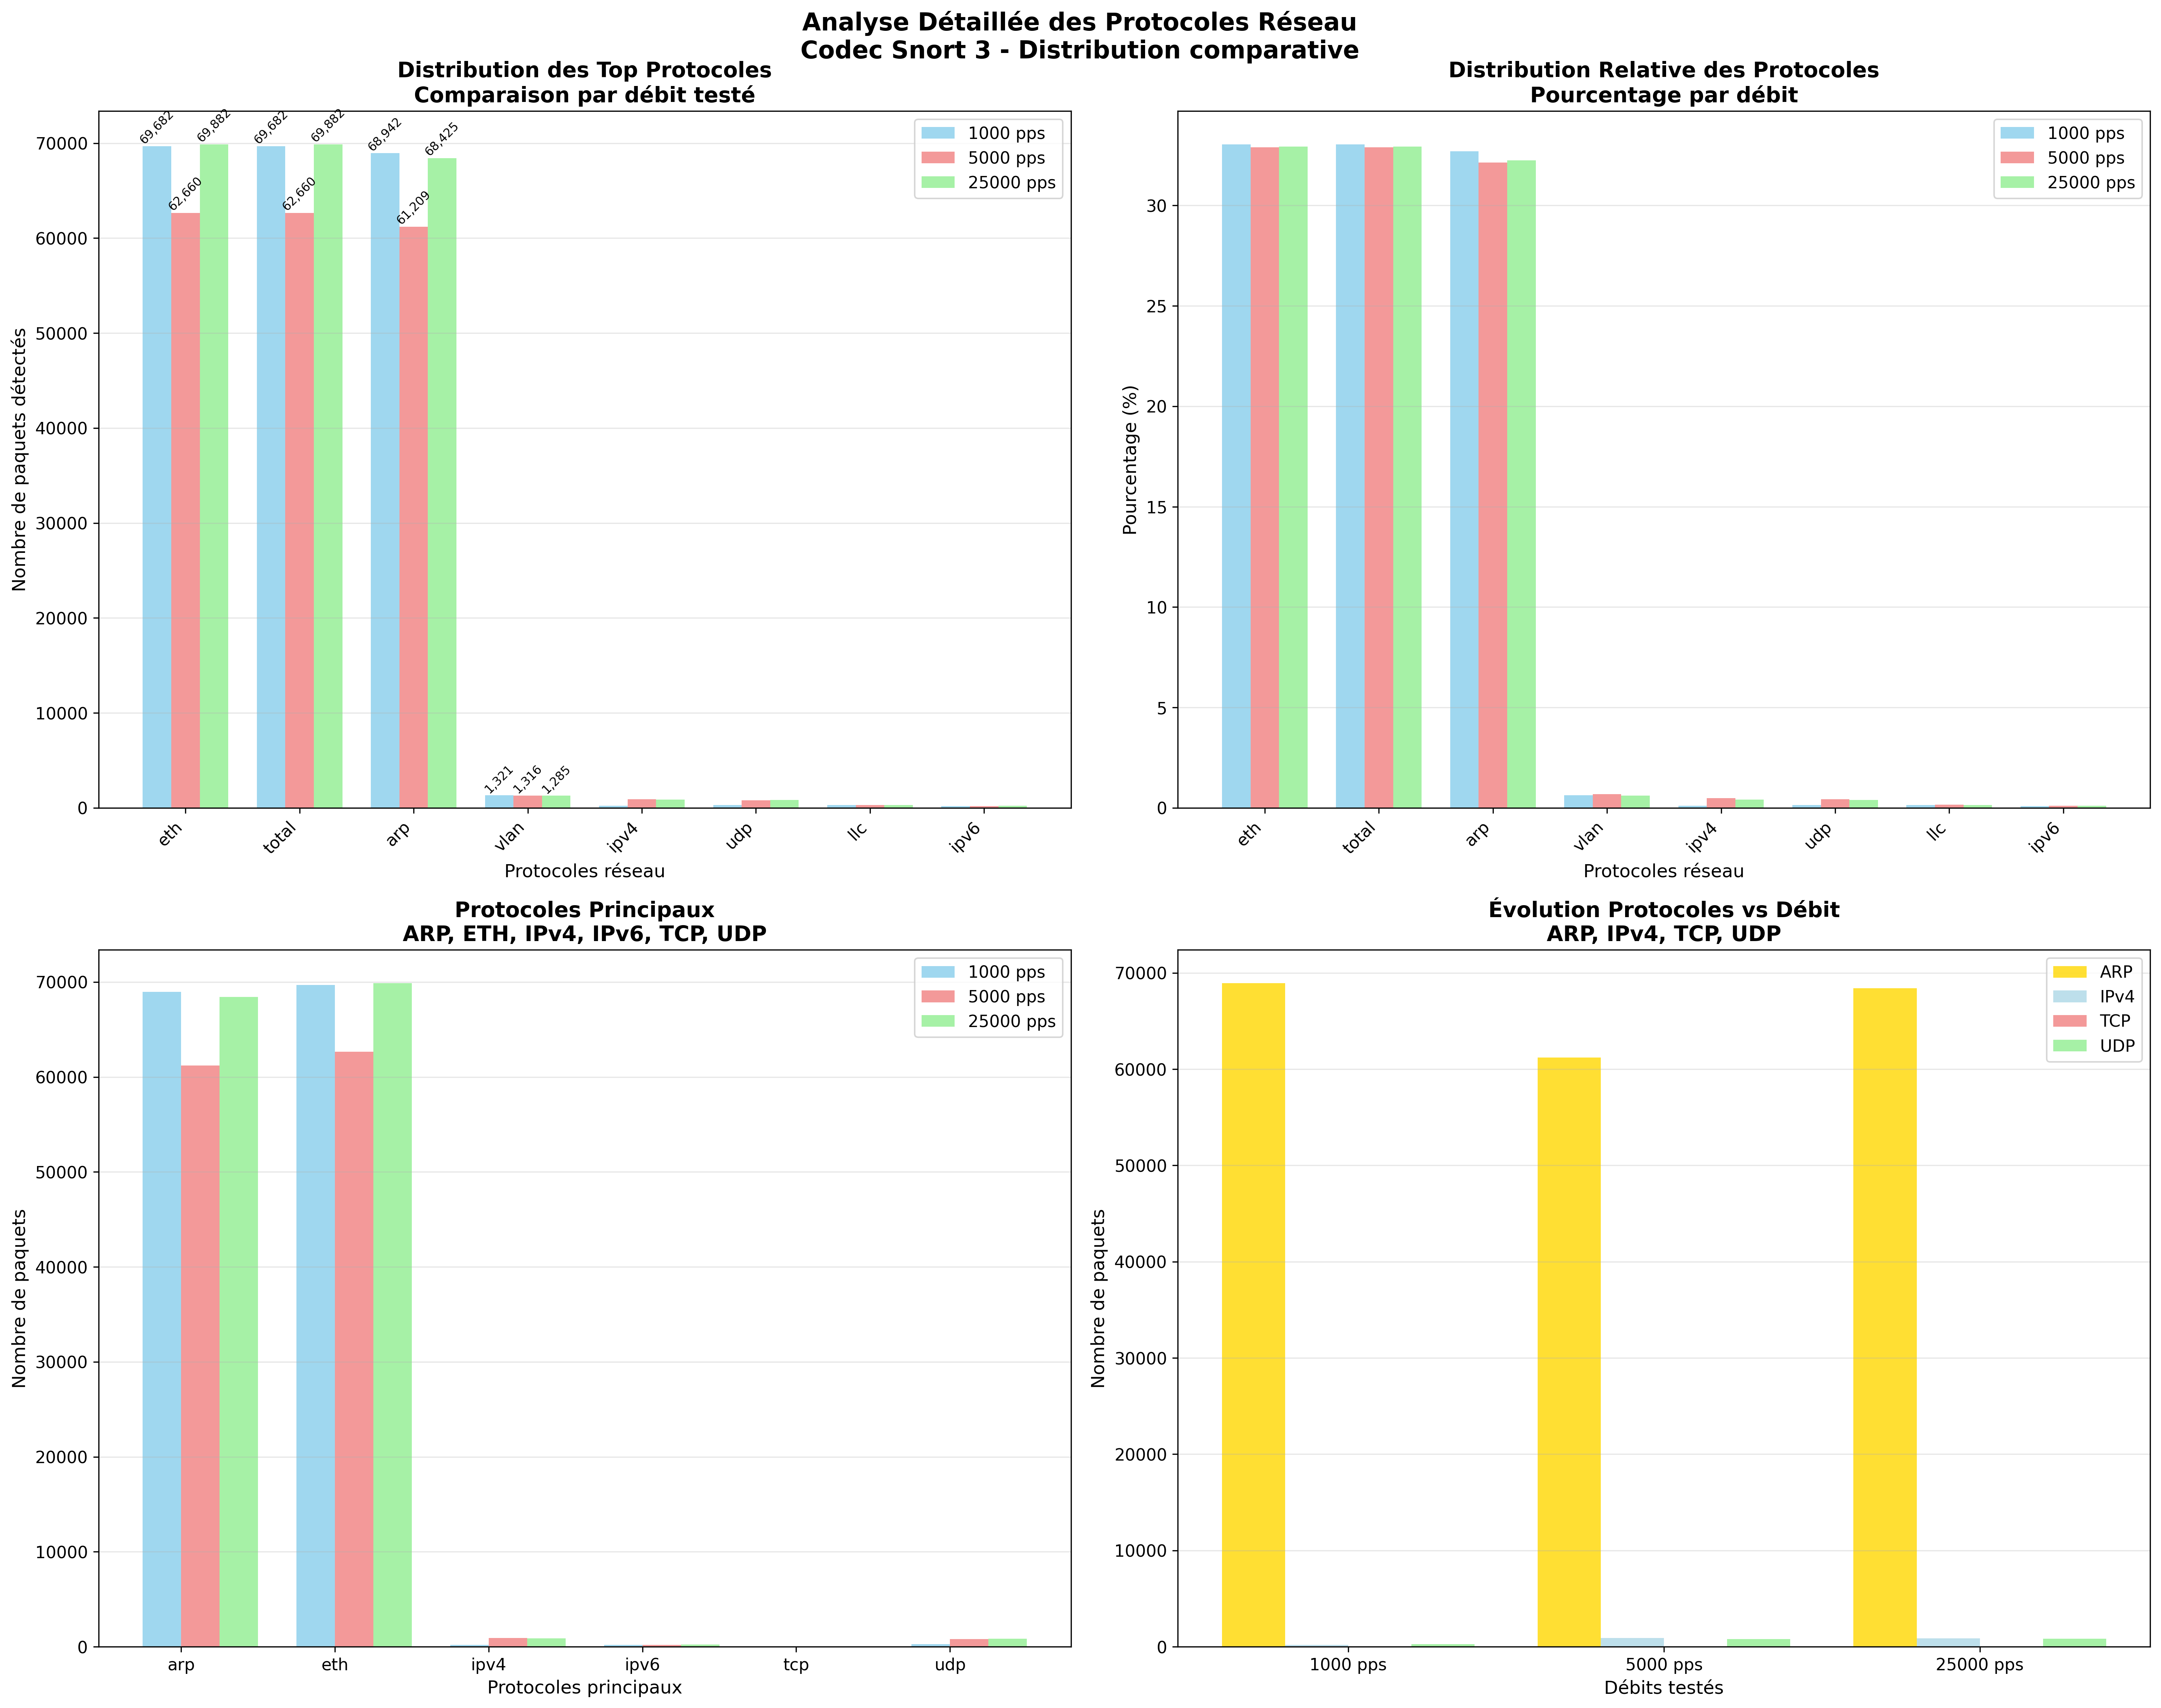 Analyse Détaillée des Protocoles Réseau
Codec Snort 3 - Distribution comparative
Distribution des Top Protocoles
Comparaison par débit testé
Nombre de paquets détectés
70000
60000
50000
40000
30000
20000
10000
0
69,682
62,660
69,882
69,682
62,660
69,882
68,942
61,209
68,425
1,321
1,316
1,285
1000 pps
5000 pps
25000 pps
eth
total
arp
vlan
ipv4
udp
llc
ipv6
Protocoles réseau
Distribution Relative des Protocoles
Pourcentage par débit
Pourcentage (%)
30
25
20
15
10
5
0
1000 pps
5000 pps
25000 pps
eth
total
arp
vlan
ipv4
udp
llc
ipv6
Protocoles réseau
Protocoles Principaux
ARP, ETH, IPv4, IPv6, TCP, UDP
Nombre de paquets
70000
60000
50000
40000
30000
20000
10000
0
1000 pps
5000 pps
25000 pps
arp
eth
ipv4
ipv6
tcp
udp
Protocoles principaux
Évolution Protocoles vs Débit
ARP, IPv4, TCP, UDP
Nombre de paquets
70000
60000
50000
40000
30000
20000
10000
0
ARP
IPv4
TCP
UDP
1000 pps
5000 pps
25000 pps
Débits testés